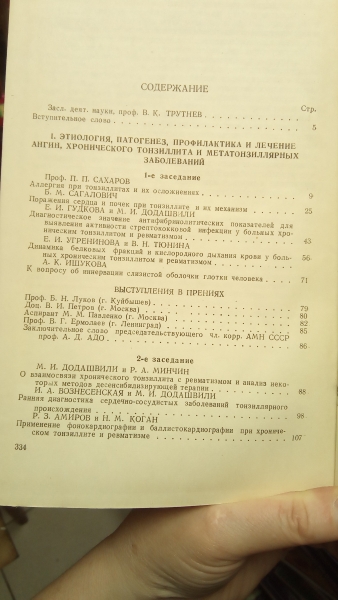 СОДЕРЖАНИЕ
Стр.
Засл. деят. науки, проф. В. К. ТРУТНЕВ
Вступительное слово 5
1. ЭТИОЛОГИЯ, ПАТОГЕНЕЗ, ПРОФИЛАКТИКА И ЛЕЧЕНИЕ
АНГИН, ХРОНИЧЕСКОГО ТОНЗИЛЛИТА И МЕТАТОНЗИЛЛЯРНЫХ
ЗАБОЛЕВАНИЙ
1-е заседание
Проф. П. П. САХАРОВ
Аллергия при тонзиллитах и их осложнениях 9
Б. М. САГАЛОВИЧ
Поражения сердца и почек при тонзиллите и их механизм 25
Е. И. ГУДКОВА и М. И. ДОДАШВИЛИ
Диагностическое значение антифибринолитических показателей для
выявления активности стрептококковой инфекции у больных хро-
ническим тонзиллитом и ревматизмом 43
Е. И. УГРЕНИНОВА и В. Н. ТЮНИНА
Динамика белковых фракций и кислородного дыхания крови у боль-
ных хроническим тонзиллитом и ревматизмом 56
А. К. ИШУКОВА
К вопросу об иннервации слизистой оболочки глотки человека 71
ВЫСТУПЛЕНИЯ В ПРЕНИЯХ
Проф. Б. Н. Луков (г. Куйбышев) 79
Доц. В. И. Петров (г. Москва) 80
Аспирант М. М. Павленко (г. Москва) 82
Проф. В. Г. Ермолаев (г. Ленинград) 85
Заключительное слово председательствующего чл. корр. АМН СССР
проф. А. Д. АДО 86
2-е заседание
М. И. ДОДАШВИЛИ и Р. А. МИНЧИН
О взаимосвязи хронического тонзиллита с ревматизмом и анализ неко-
торых методов десенсибилизирующей терапии 88
И. А. ВОЗНЕСЕНСКАЯ и М. И. ДОДАШВИЛИ
Ранняя диагностика сердечно-сосудистых заболеваний тонзиллярного
происхождения 98
Р. З. АМИРОВ и Н. М. КОГАН
Применение фонокардиографии и баллистокардиографии при хрониче-
ском тонзиллите и ревматизме 107
334